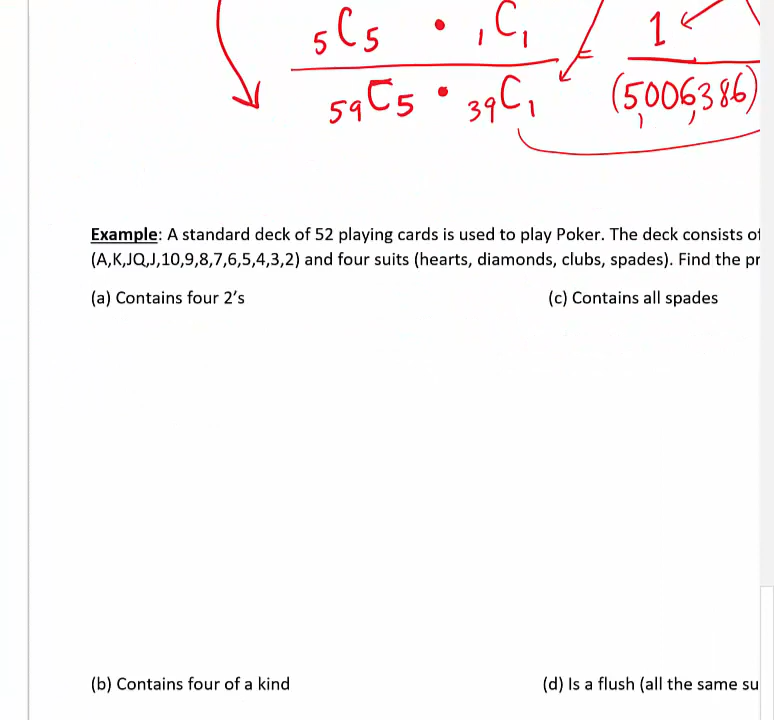 5C5 • 1C1 = 1
59C5 • 39C1 (5,006,386)
Example: A standard deck of 52 playing cards is used to play Poker. The deck consists of
(A,K,JQ,J,10,9,8,7,6,5,4,3,2) and four suits (hearts, diamonds, clubs, spades). Find the pr
(a) Contains four 2's (c) Contains all spades
(b) Contains four of a kind (d) Is a flush (all the same su